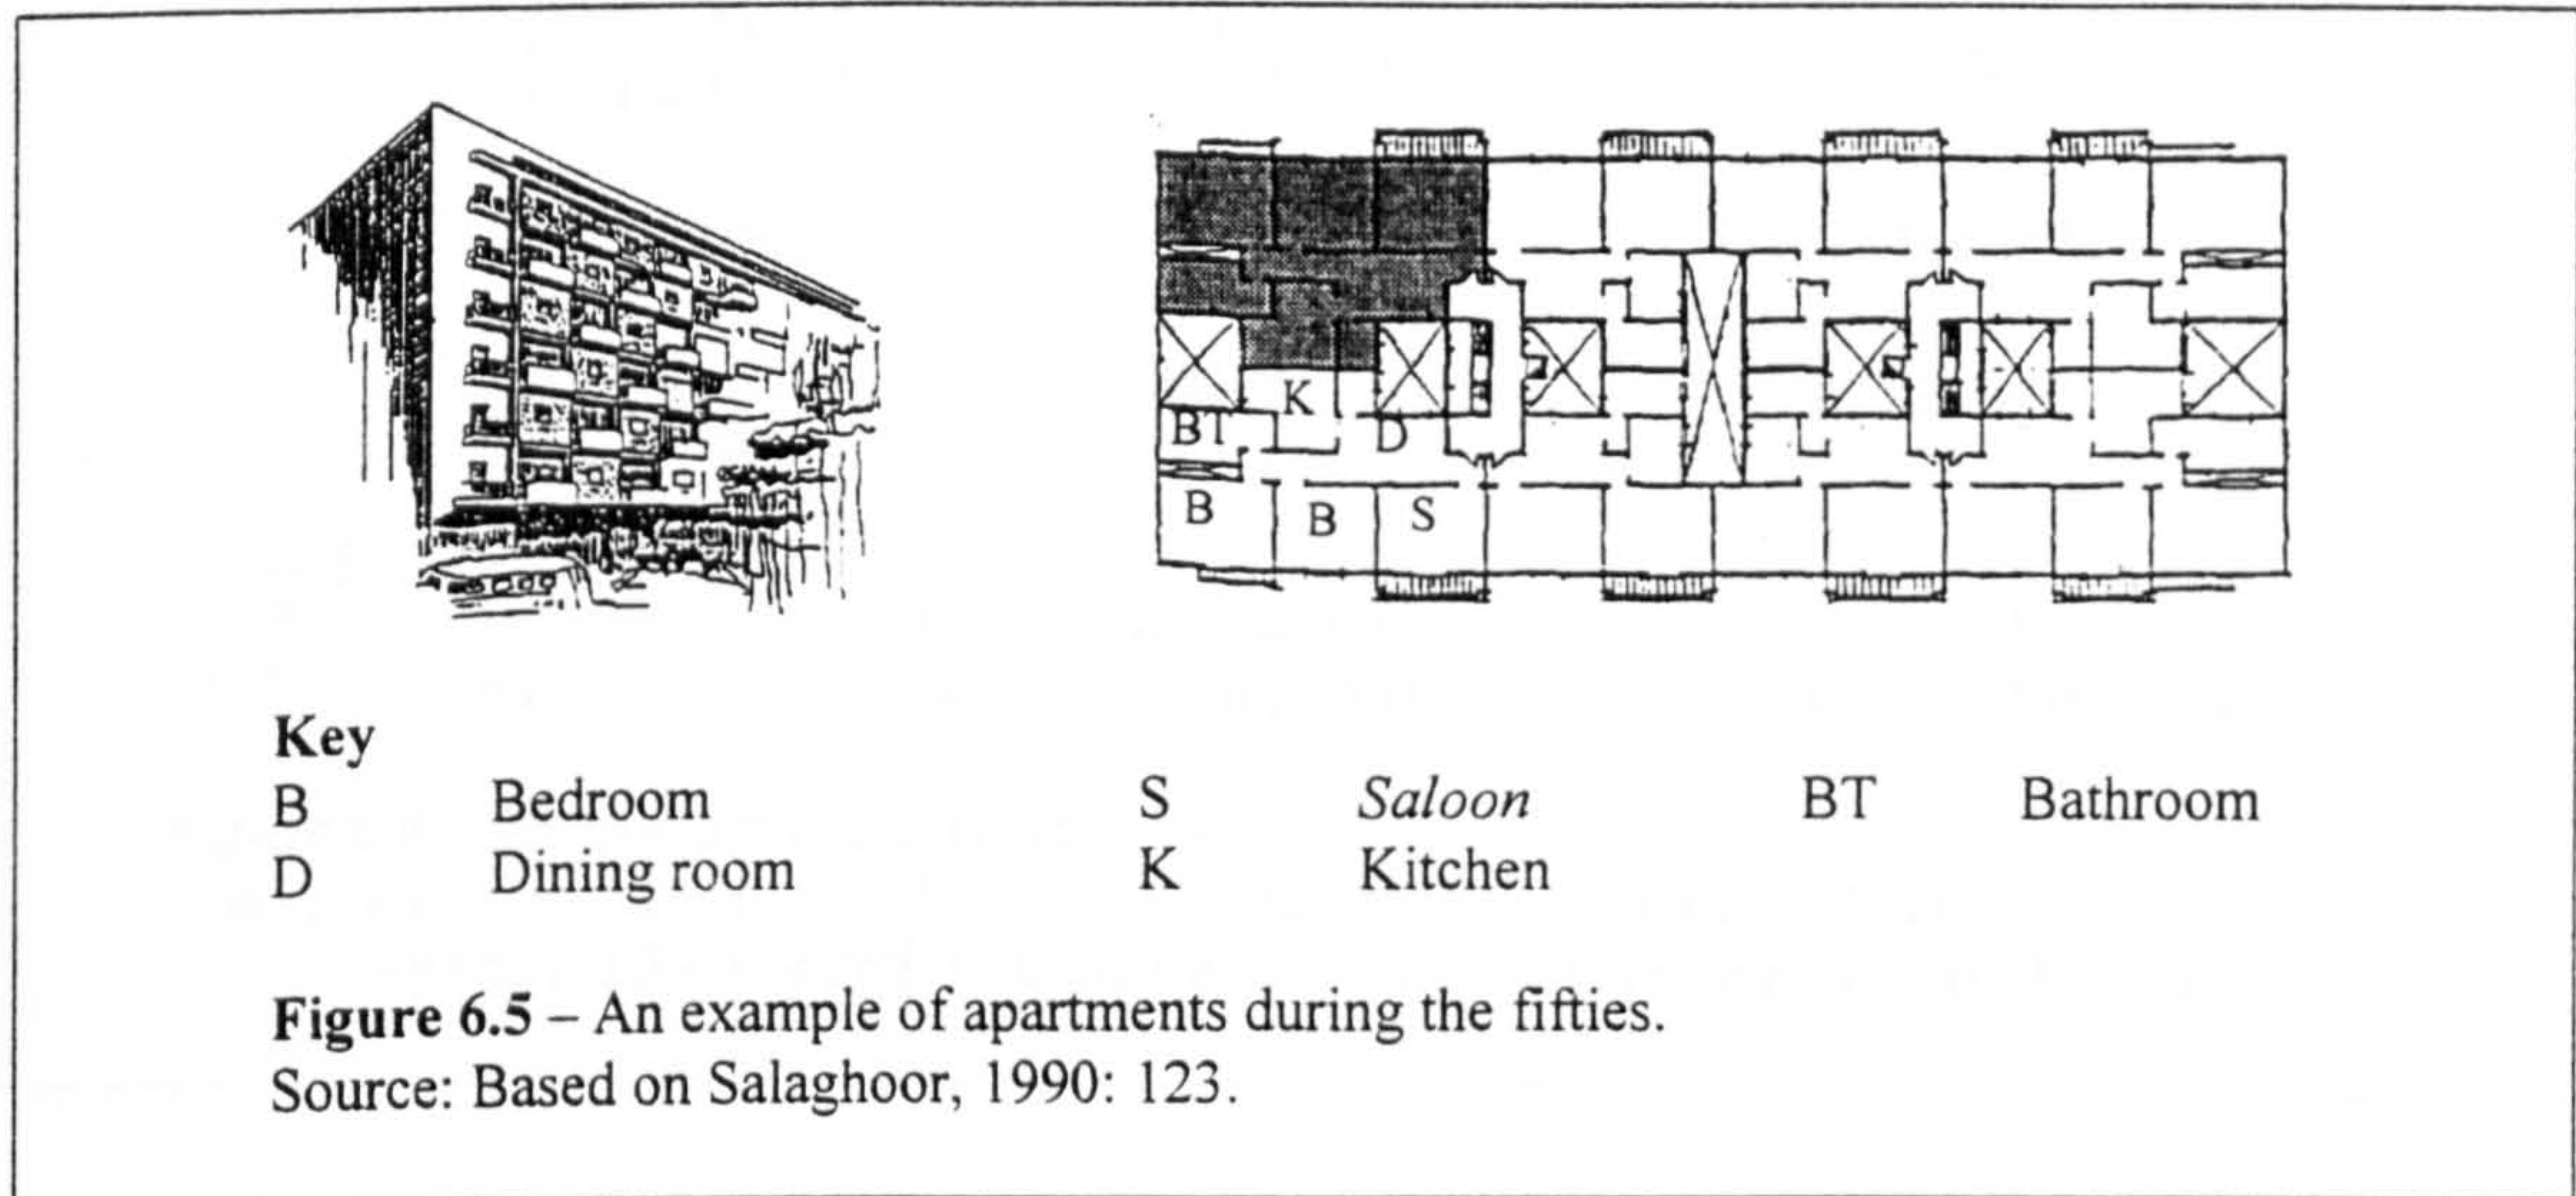 K
BT
D
B B S
Key
B Bedroom S Saloon BT Bathroom
D Dining room K Kitchen
Figure 6.5 – An example of apartments during the fifties.
Source: Based on Salaghoor, 1990: 123.